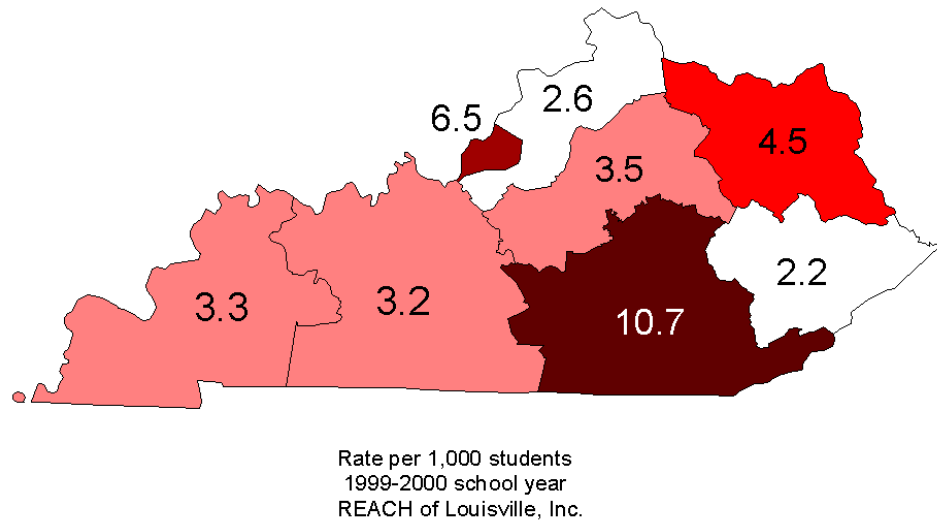 2.6
6.5
4.5
3.5
2.2
3.3
3.2
10.7
Rate per 1,000 students
1999-2000 school year
REACH of Louisville, Inc.